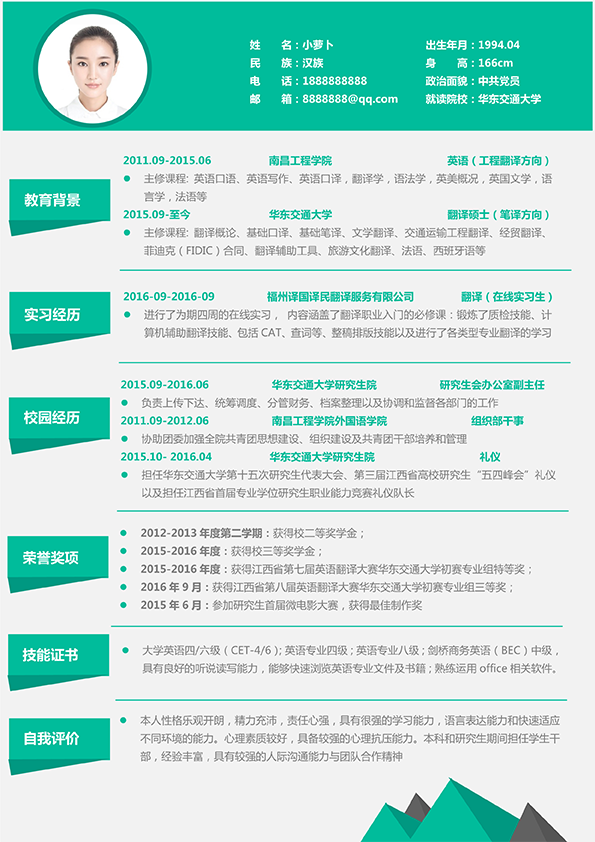 姓 名：小萝卜 出生年月：1994.04
民 族：汉族 身 高：166cm
电 话：1888888888 政治面貌：中共党员
邮 箱：8888888@qq.com 就读院校：华东交通大学
教育背景
2011.09-2015.06 南昌工程学院 英语（工程翻译方向）
● 主修课程: 英语口语、英语写作、英语口译，翻译学，语法学，英美概况，英国文学，语
言学，法语等
2015.09-至今 华东交通大学 翻译硕士（笔译方向）
● 主修课程: 翻译概论、基础口译、基础笔译、文学翻译、交通运输工程翻译、经贸翻译、
菲迪克（FIDIC）合同、翻译辅助工具、旅游文化翻译、法语、西班牙语等
实习经历
2016-09-2016-09 福州译国译民翻译服务有限公司 翻译（在线实习生）
● 进行了为期四周的在线实习， 内容涵盖了翻译职业入门的必修课：锻炼了质检技能、计
算机辅助翻译技能、包括 CAT、查词等、整稿排版技能以及进行了各类型专业翻译的学习
校园经历
2015.09-2016.06 华东交通大学研究生院 研究生会办公室副主任
● 负责上传下达、统筹调度、分管财务、档案整理以及协调和监督各部门的工作
2011.09-2012.06 南昌工程学院外国语学院 组织部干事
● 协助团委加强全院共青团思想建设、组织建设及共青团干部培养和管理
2015.10- 2016.04 华东交通大学研究生院 礼仪
● 担任华东交通大学第十五次研究生代表大会、第三届江西省高校研究生“五四峰会”礼仪
以及担任江西省首届专业学位研究生职业能力竞赛礼仪队长
荣誉奖项
● 2012-2013 年度第二学期：获得校二等奖学金；
● 2015-2016 年度：获得校三等奖学金；
● 2015-2016 年度：获得江西省第七届英语翻译大赛华东交通大学初赛专业组特等奖；
● 2016 年 9 月：获得江西省第八届英语翻译大赛华东交通大学初赛专业组三等奖；
● 2015 年 6 月：参加研究生首届微电影大赛，获得最佳制作奖
技能证书
● 大学英语四/六级（CET-4/6）; 英语专业四级；英语专业八级；剑桥商务英语（BEC）中级，
具有良好的听说读写能力，能够快速浏览英语专业文件及书籍；熟练运用 office 相关软件。
自我评价
● 本人性格乐观开朗，精力充沛，责任心强，具有很强的学习能力，语言表达能力和快速适应
不同环境的能力。心理素质较好，具备较强的心理抗压能力。本科和研究生期间担任学生干
部，经验丰富，具有较强的人际沟通能力与团队合作精神